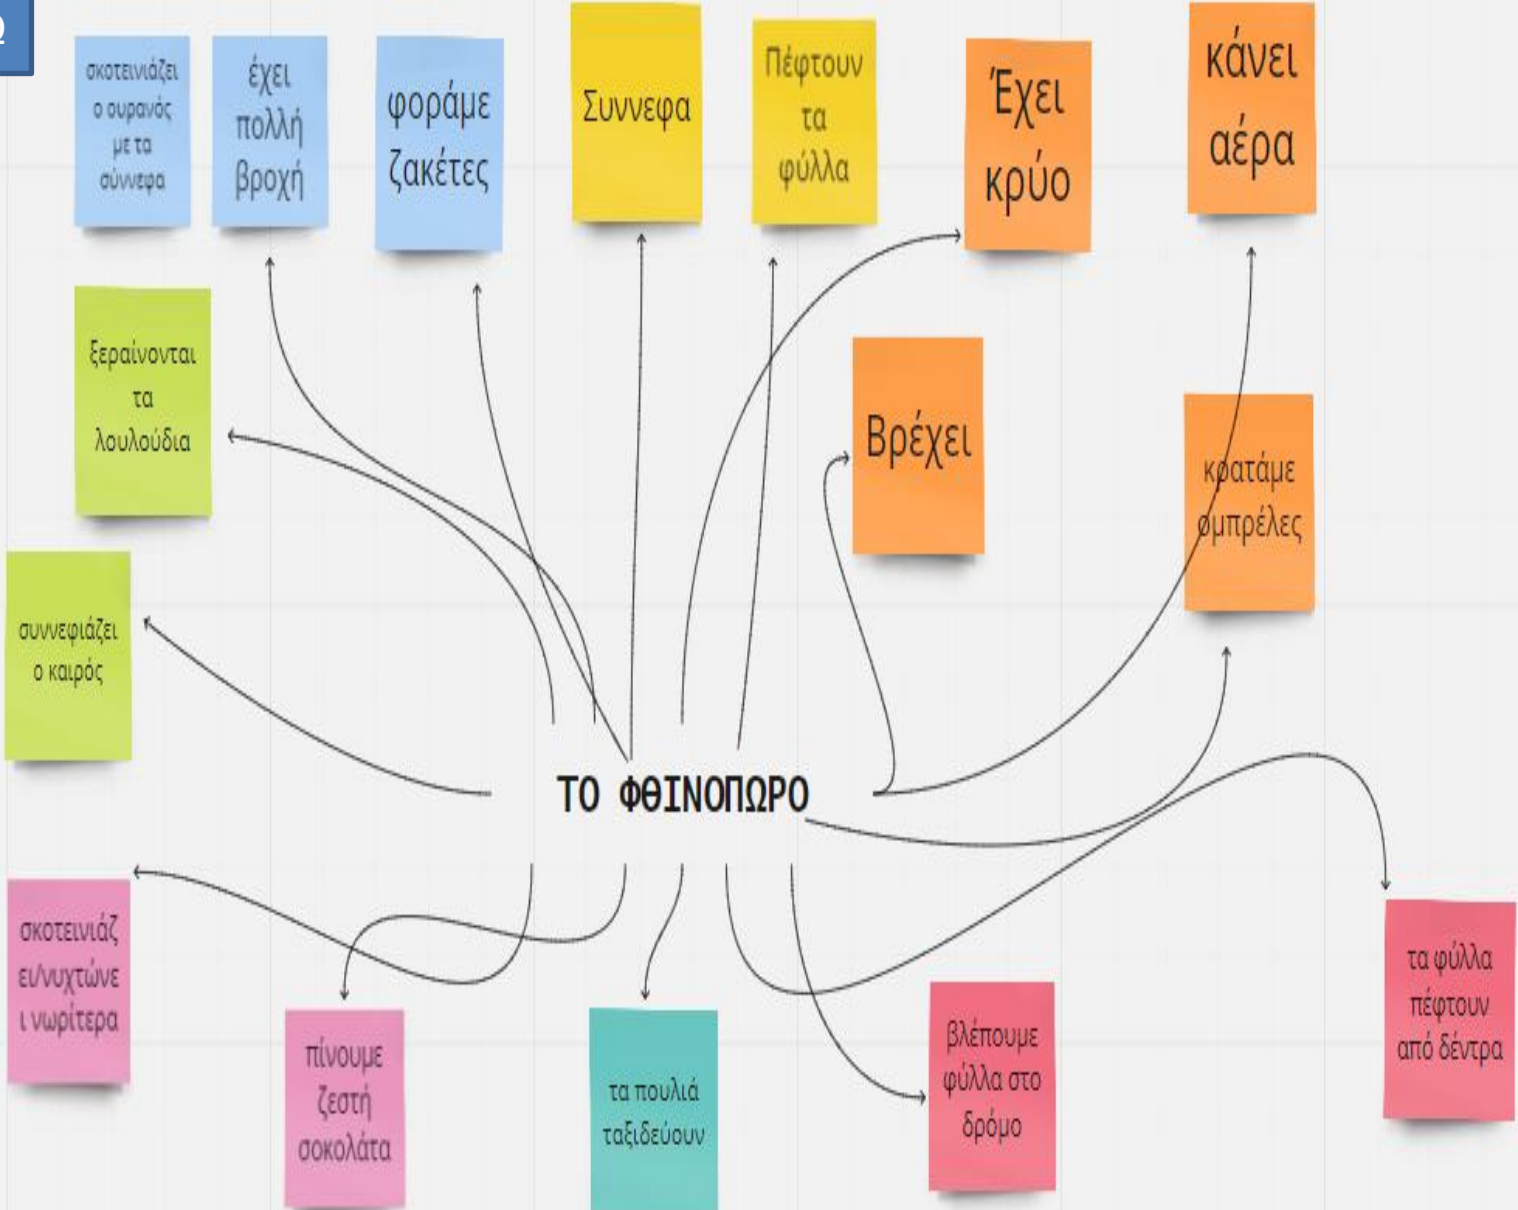 σκοτεινιάζει
ο ουρανός
με τα
σύννεφα
έχει
πολλή
βροχή
φοράμε
ζακέτες
Συννεφα
Πέφτουν
τα
φύλλα
Έχει
κρύο
κάνει
αέρα
ξεραίνονται
τα
λουλούδια
Βρέχει
κρατάμε
ομπρέλες
συννεφιάζει
ο καιρός
ΤΟ ΦΘΙΝΟΠΩΡΟ
σκοτεινιάζ
ει/νυχτώνε
ι νωρίτερα
πίνουμε
ζεστή
σοκολάτα
τα πουλιά
ταξιδεύουν
βλέπουμε
φύλλα στο
δρόμο
τα φύλλα
πέφτουν
από δέντρα